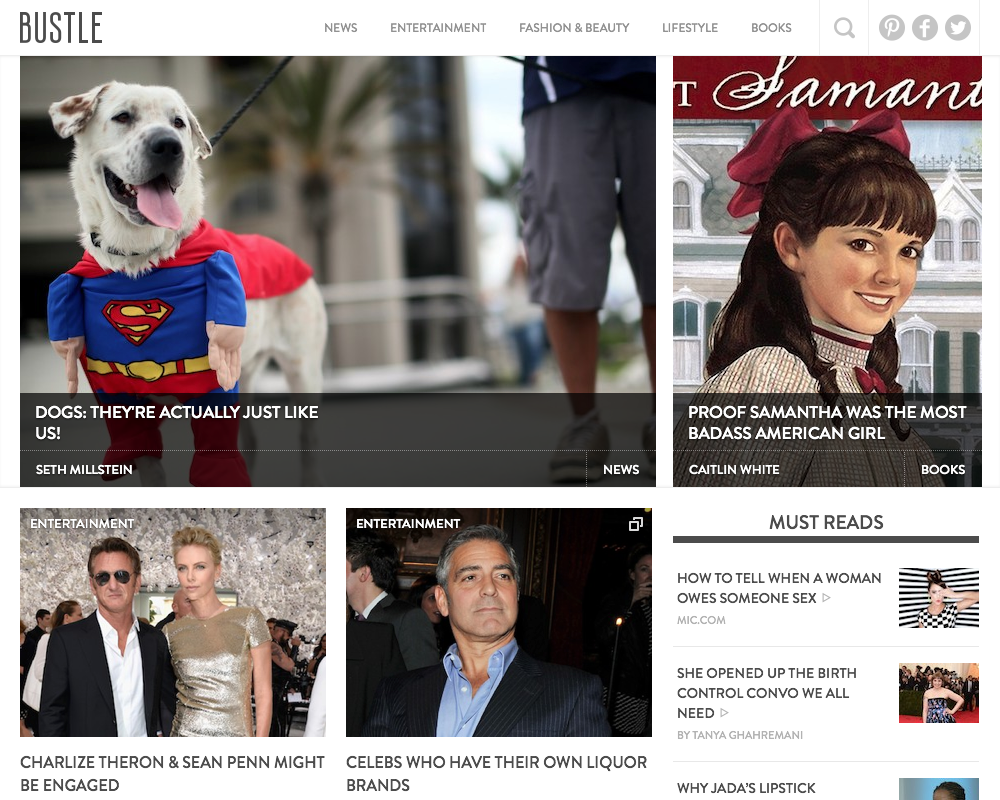 BUSTLE
NEWS
ENTERTAINMENT
FASHION & BEAUTY
LIFESTYLE
BOOKS
DOGS: THEY'RE ACTUALLY JUST LIKE
US!
SETH MILLSTEIN
NEWS
T Samant
PROOF SAMANTHA WAS THE MOST
BADASS AMERICAN GIRL
CAITLIN WHITE
BOOKS
ENTERTAINMENT
CHARLIZE THERON & SEAN PENN MIGHT
BE ENGAGED
ENTERTAINMENT
CELEBS WHO HAVE THEIR OWN LIQUOR
BRANDS
MUST READS
HOW TO TELL WHEN A WOMAN
OWES SOMEONE SEX
MIC.COM
SHE OPENED UP THE BIRTH
CONTROL CONVO WE ALL
NEED
BY TANYA GHAHREMANI
WHY JADA'S LIPSTICK